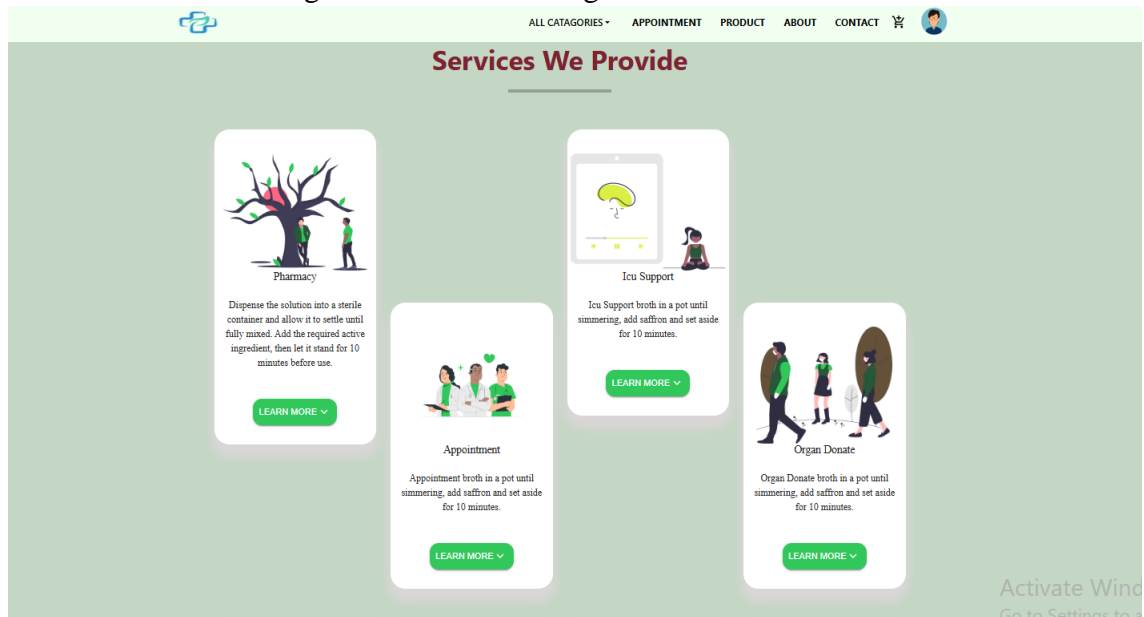 ALL CATAGORIES
APPOINTMENT
PRODUCT
ABOUT
CONTACT
Services We Provide
Pharmacy
Dispense the solution into a sterile
container and allow it to settle until
fully mixed. Add the required active
ingredient, then let it stand for 10
minutes before use.
LEARN MORE
Appointment
Appointment broth in a pot until
simmering, add saffron and set aside
for 10 minutes.
LEARN MORE
Icu Support
Icu Support broth in a pot until
simmering, add saffron and set aside
for 10 minutes.
LEARN MORE
Organ Donate
Organ Donate broth in a pot until
simmering, add saffron and set aside
for 10 minutes.
LEARN MORE
Activate Wind
Go to Settings to a